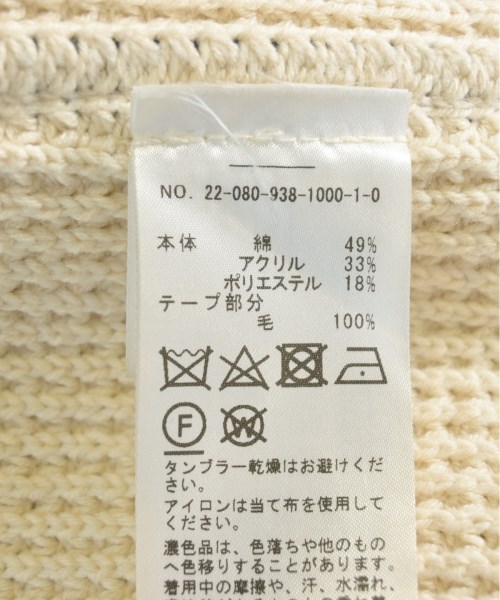 NO. 22-080-938-1000-1-0
本体 綿 49%
アクリル 33%
ポリエステル 18%
テープ部分
毛 100%
F W
タンブラー乾燥はお避けくだ
さい。
アイロンは当て布を使用して
ください。
濃色品は、色落ちや他のもの
へ色移りすることがあります。
着用中の摩擦や、汗、水濡れ、